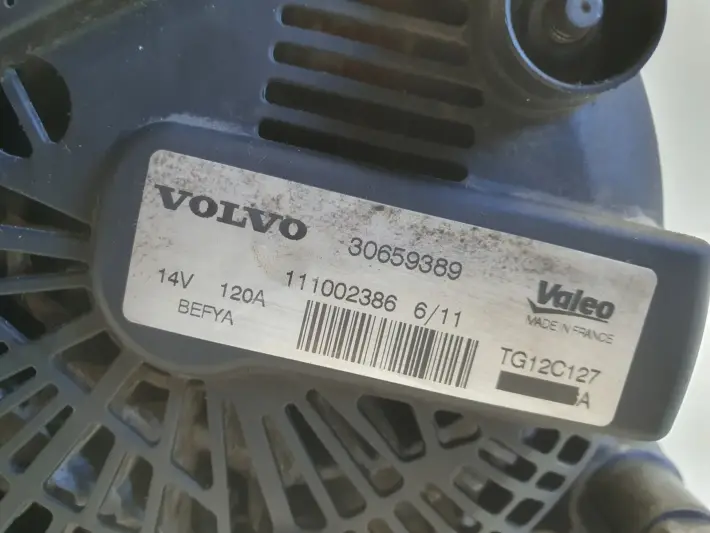 VOLVO
30659389
14V 120A 111002386 6/11
BEFYA
Valeo
MADE IN FRANCE
TG12C127
A